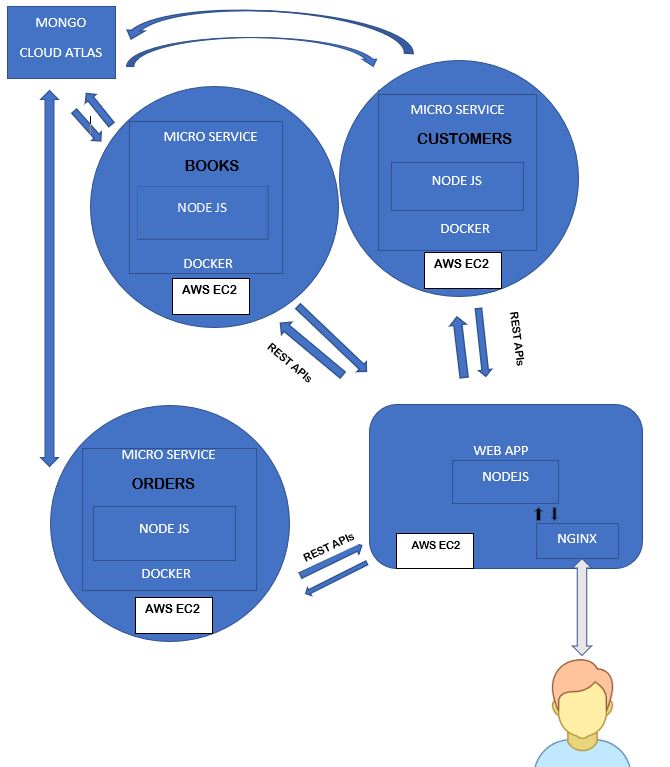 MONGO
CLOUD ATLAS
MICRO SERVICE
BOOKS
NODE JS
DOCKER
AWS EC2
MICRO SERVICE
CUSTOMERS
NODE JS
DOCKER
AWS EC2
REST APIs
REST APIs
MICRO SERVICE
ORDERS
NODE JS
DOCKER
AWS EC2
REST APIs
WEB APP
NODEJS
NGINX
AWS EC2